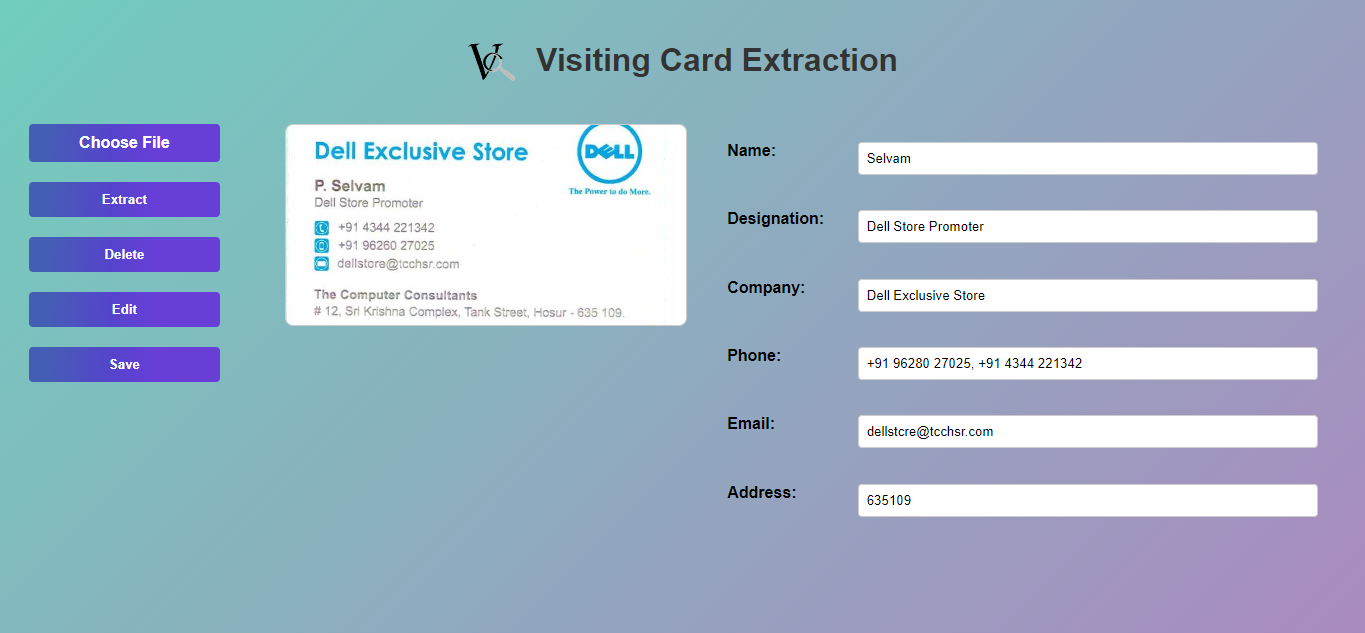 Visiting Card Extraction
Choose File
Extract
Delete
Edit
Save
Dell Exclusive Store
DELL
The Power to do More.
P. Selvam
Dell Store Promoter
+91 4344 221342
+91 96260 27025
dellstore@tcchsr.com
The Computer Consultants
# 12, Sri Krishna Complex, Tank Street, Hosur - 635 109.
Name: Selvam
Designation: Dell Store Promoter
Company: Dell Exclusive Store
Phone: +91 96280 27025, +91 4344 221342
Email: dellstcre@tcchsr.com
Address: 635109